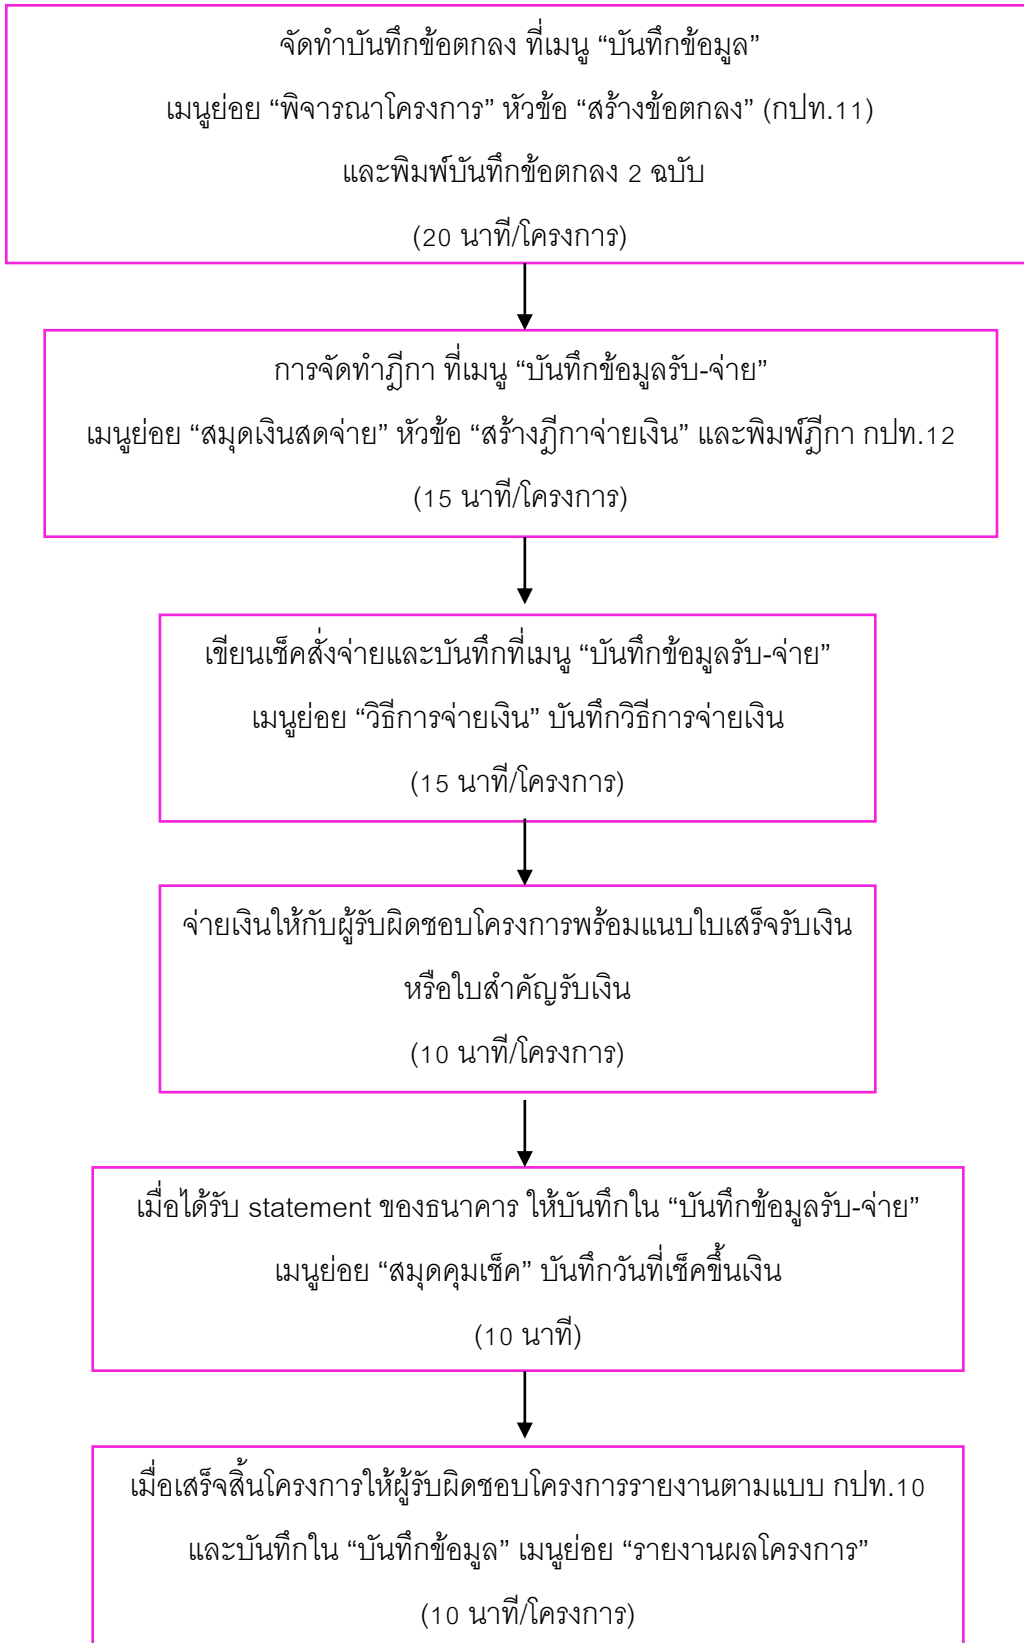 จัดทำบันทึกข้อตกลง ที่เมนู “บันทึกข้อมูล”
เมนูย่อย “พิจารณาโครงการ” หัวข้อ “สร้างข้อตกลง” (กปท.11)
และพิมพ์บันทึกข้อตกลง 2 ฉบับ
(20 นาที/โครงการ)
การจัดทำฎีกา ที่เมนู “บันทึกข้อมูลรับ-จ่าย”
เมนูย่อย “สมุดเงินสดจ่าย” หัวข้อ “สร้างฎีกาจ่ายเงิน” และพิมพ์ฎีกา กปท.12
(15 นาที/โครงการ)
เขียนเช็คสั่งจ่ายและบันทึกที่เมนู “บันทึกข้อมูลรับ-จ่าย”
เมนูย่อย “วิธีการจ่ายเงิน” บันทึกวิธีการจ่ายเงิน
(15 นาที/โครงการ)
จ่ายเงินให้กับผู้รับผิดชอบโครงการพร้อมแนบใบเสร็จรับเงิน
หรือใบสำคัญรับเงิน
(10 นาที/โครงการ)
เมื่อได้รับ statement ของธนาคาร ให้บันทึกใน “บันทึกข้อมูลรับ-จ่าย”
เมนูย่อย “สมุดคุมเช็ค” บันทึกวันที่เช็คขึ้นเงิน
(10 นาที)
เมื่อเสร็จสิ้นโครงการให้ผู้รับผิดชอบโครงการรายงานตามแบบ กปท.10
และบันทึกใน “บันทึกข้อมูล” เมนูย่อย “รายงานผลโครงการ”
(10 นาที/โครงการ)